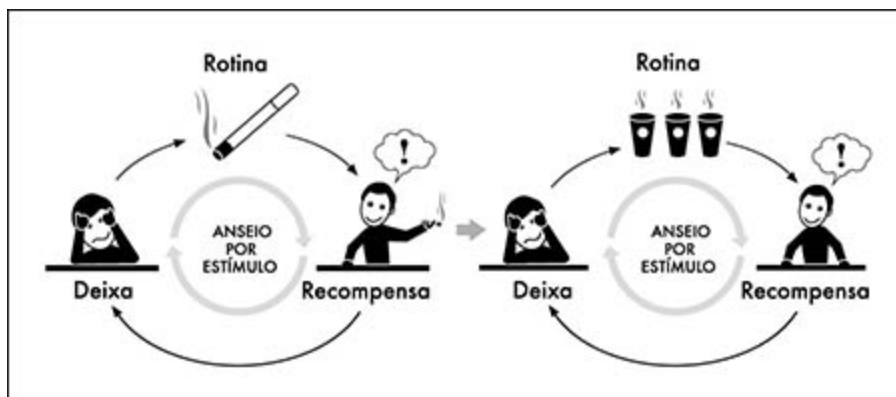 Rotina
ANSEIO
POR
ESTÍMULO
Deixa
Recompensa
!
Rotina
ANSEIO
POR
ESTÍMULO
Deixa
Recompensa
!